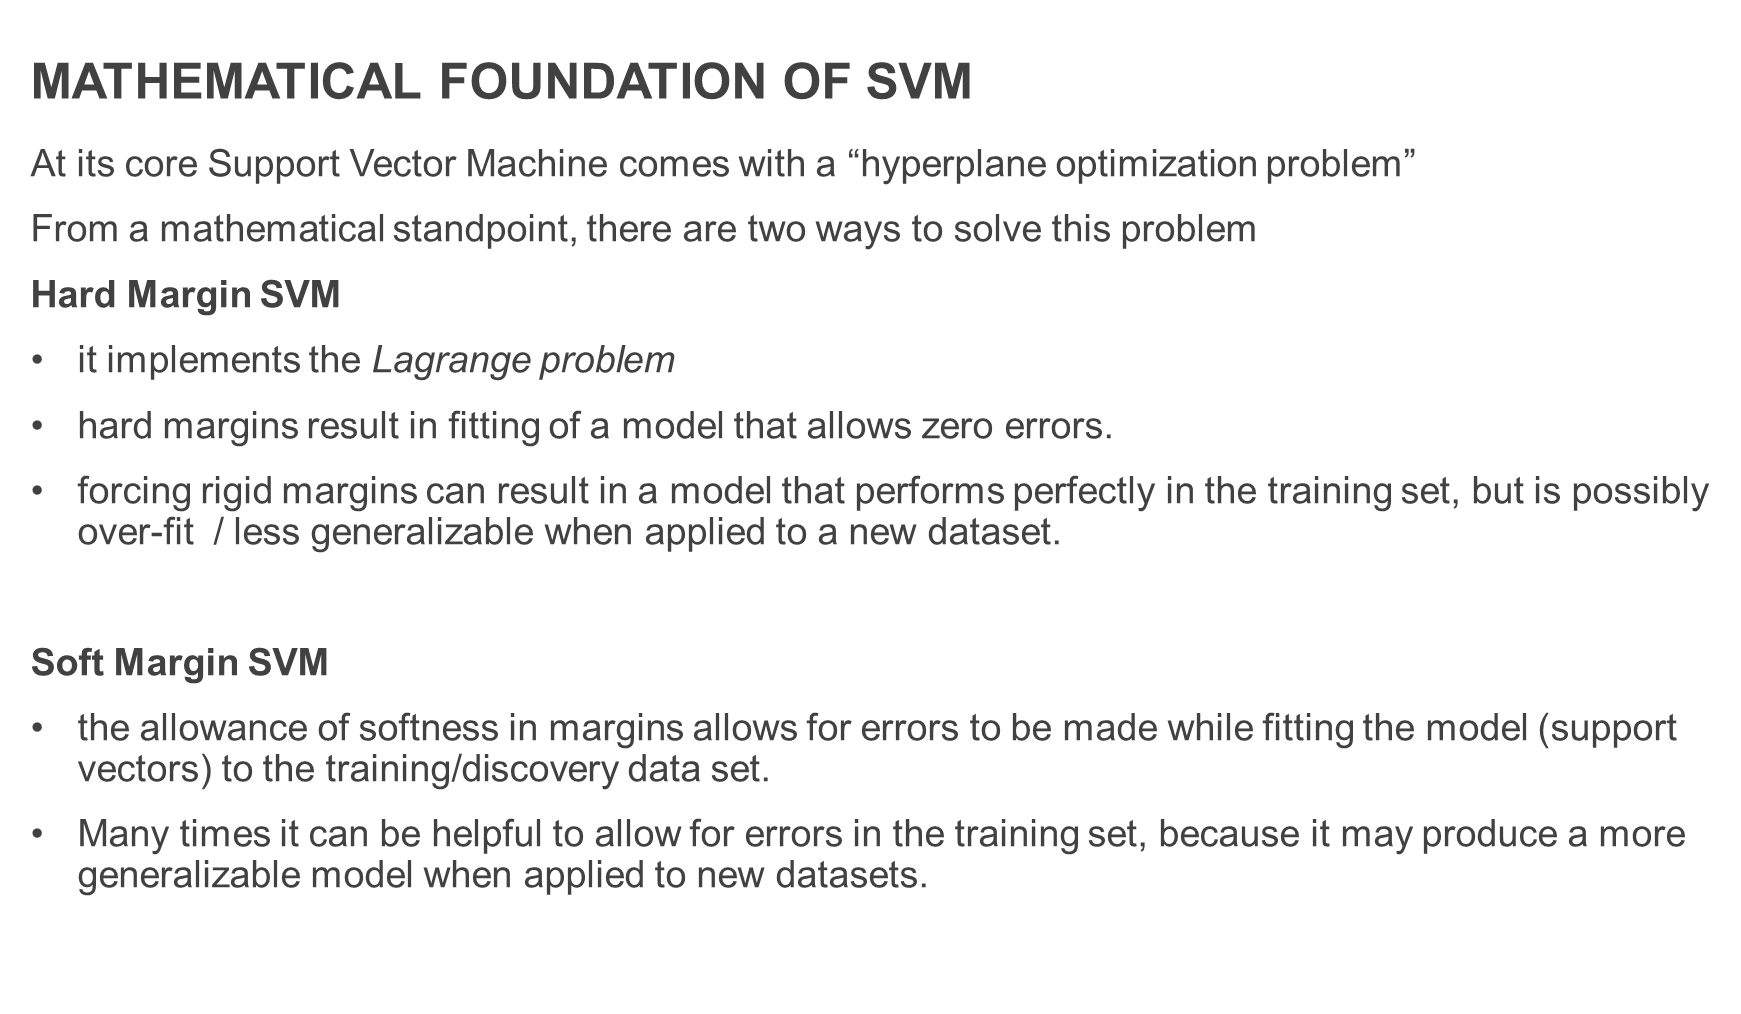 MATHEMATICAL FOUNDATION OF SVM
At its core Support Vector Machine comes with a “hyperplane optimization problem”
From a mathematical standpoint, there are two ways to solve this problem
Hard Margin SVM
• it implements the Lagrange problem
• hard margins result in fitting of a model that allows zero errors.
• forcing rigid margins can result in a model that performs perfectly in the training set, but is possibly
over-fit / less generalizable when applied to a new dataset.
Soft Margin SVM
• the allowance of softness in margins allows for errors to be made while fitting the model (support
vectors) to the training/discovery data set.
• Many times it can be helpful to allow for errors in the training set, because it may produce a more
generalizable model when applied to new datasets.